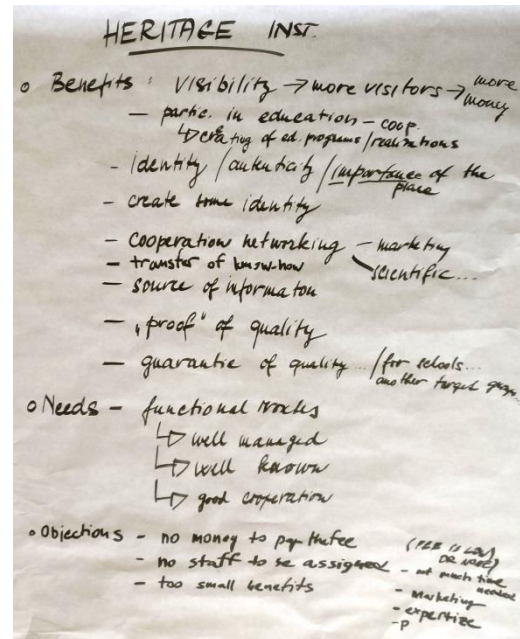 HERITAGE INST.
o Benefits : Visibility → more visitors → more money
– partic. in education – coop.
↳ creating of ed. programs / realizations
– identity / autenticity / importance of the place
– create some identity
– cooperation networking – marketing
scientific...
– transfer of know-how
– source of informaton
– „proof" of quality
– guarantie of quality... / for schools...
another target
o Needs – functional
↳ well managed
↳ well known
↳ good cooperation
o Objections – no money to pay the fee
(FEE IS LOW OR NONE)
– no staff to be assigned
– not much time needed
– too small benefits
– marketing
– expertize
– p